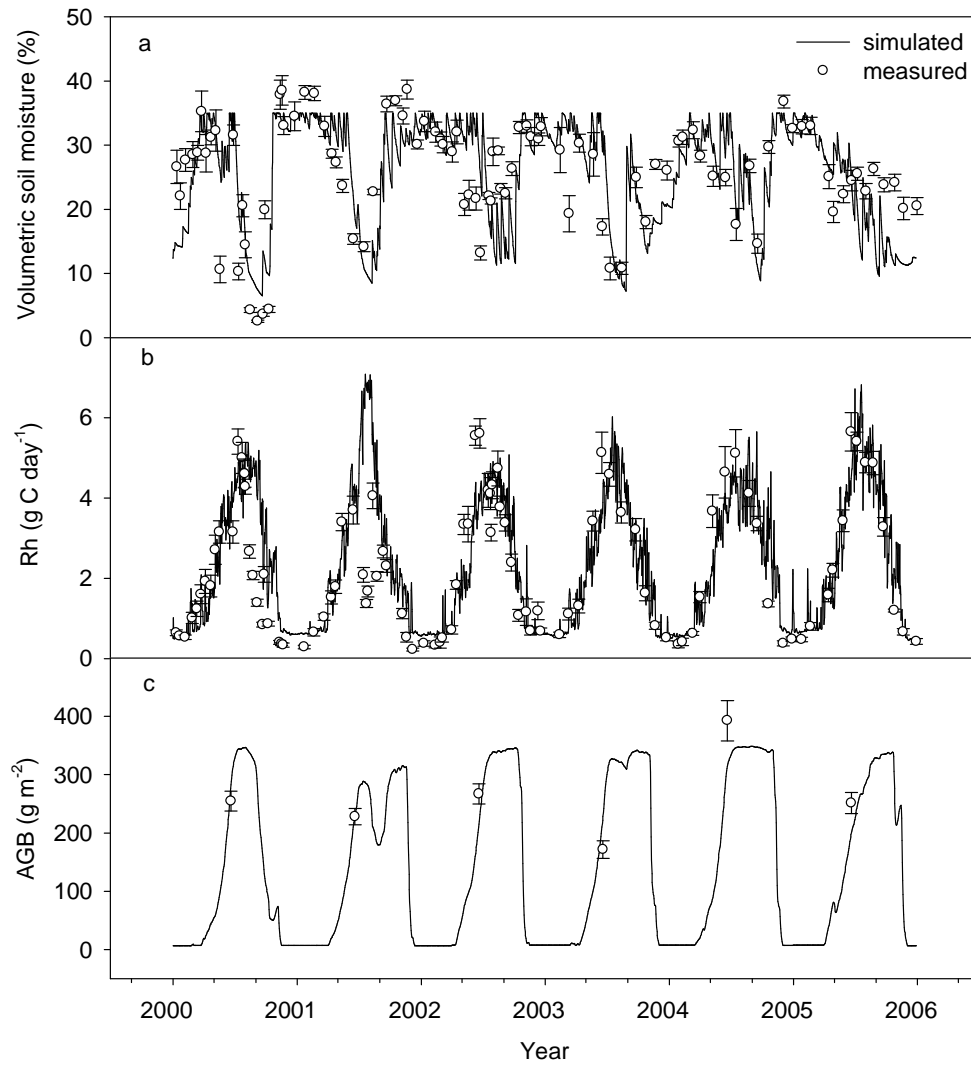 50
a
simulated
measured
40
30
20
10
0
Volumetric soil moisture (%)
b
6
4
2
0
Rh (g C day-1)
c
400
300
200
100
0
AGB (g m-2)
2000 2001 2002 2003 2004 2005 2006
Year